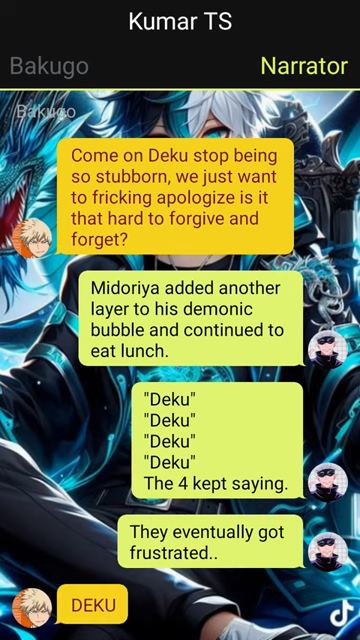 Kumar TS
Bakugo
Narrator
Bakugo
Come on Deku stop being
so stubborn, we just want
to fricking apologize is it
that hard to forgive and
forget?
Midoriya added another
layer to his demonic
bubble and continued to
eat lunch.
"Deku"
"Deku"
"Deku"
"Deku"
The 4 kept saying.
They eventually got
frustrated..
DEKU